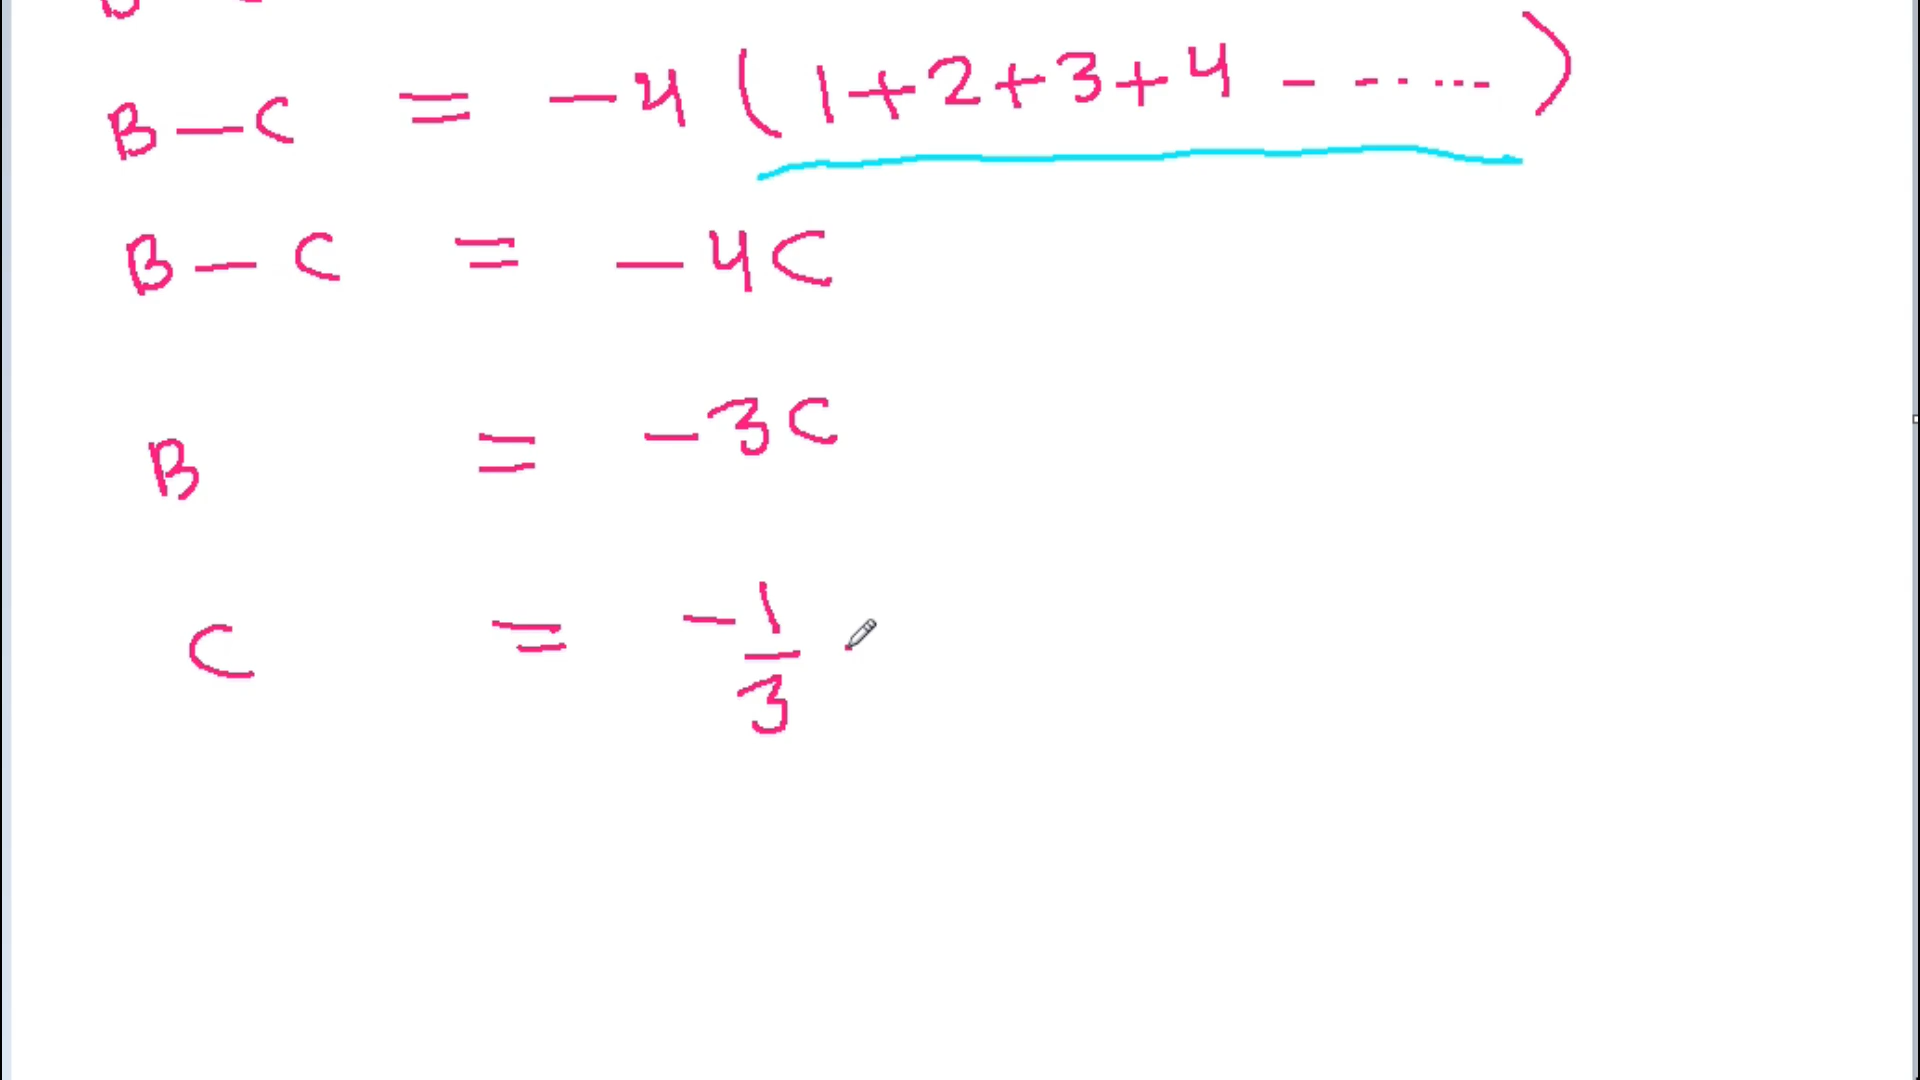 B - C = - 4 ( 1 + 2 + 3 + 4 - - - ..... )
B - C = - 4C
B = - 3C
C = - 1/3